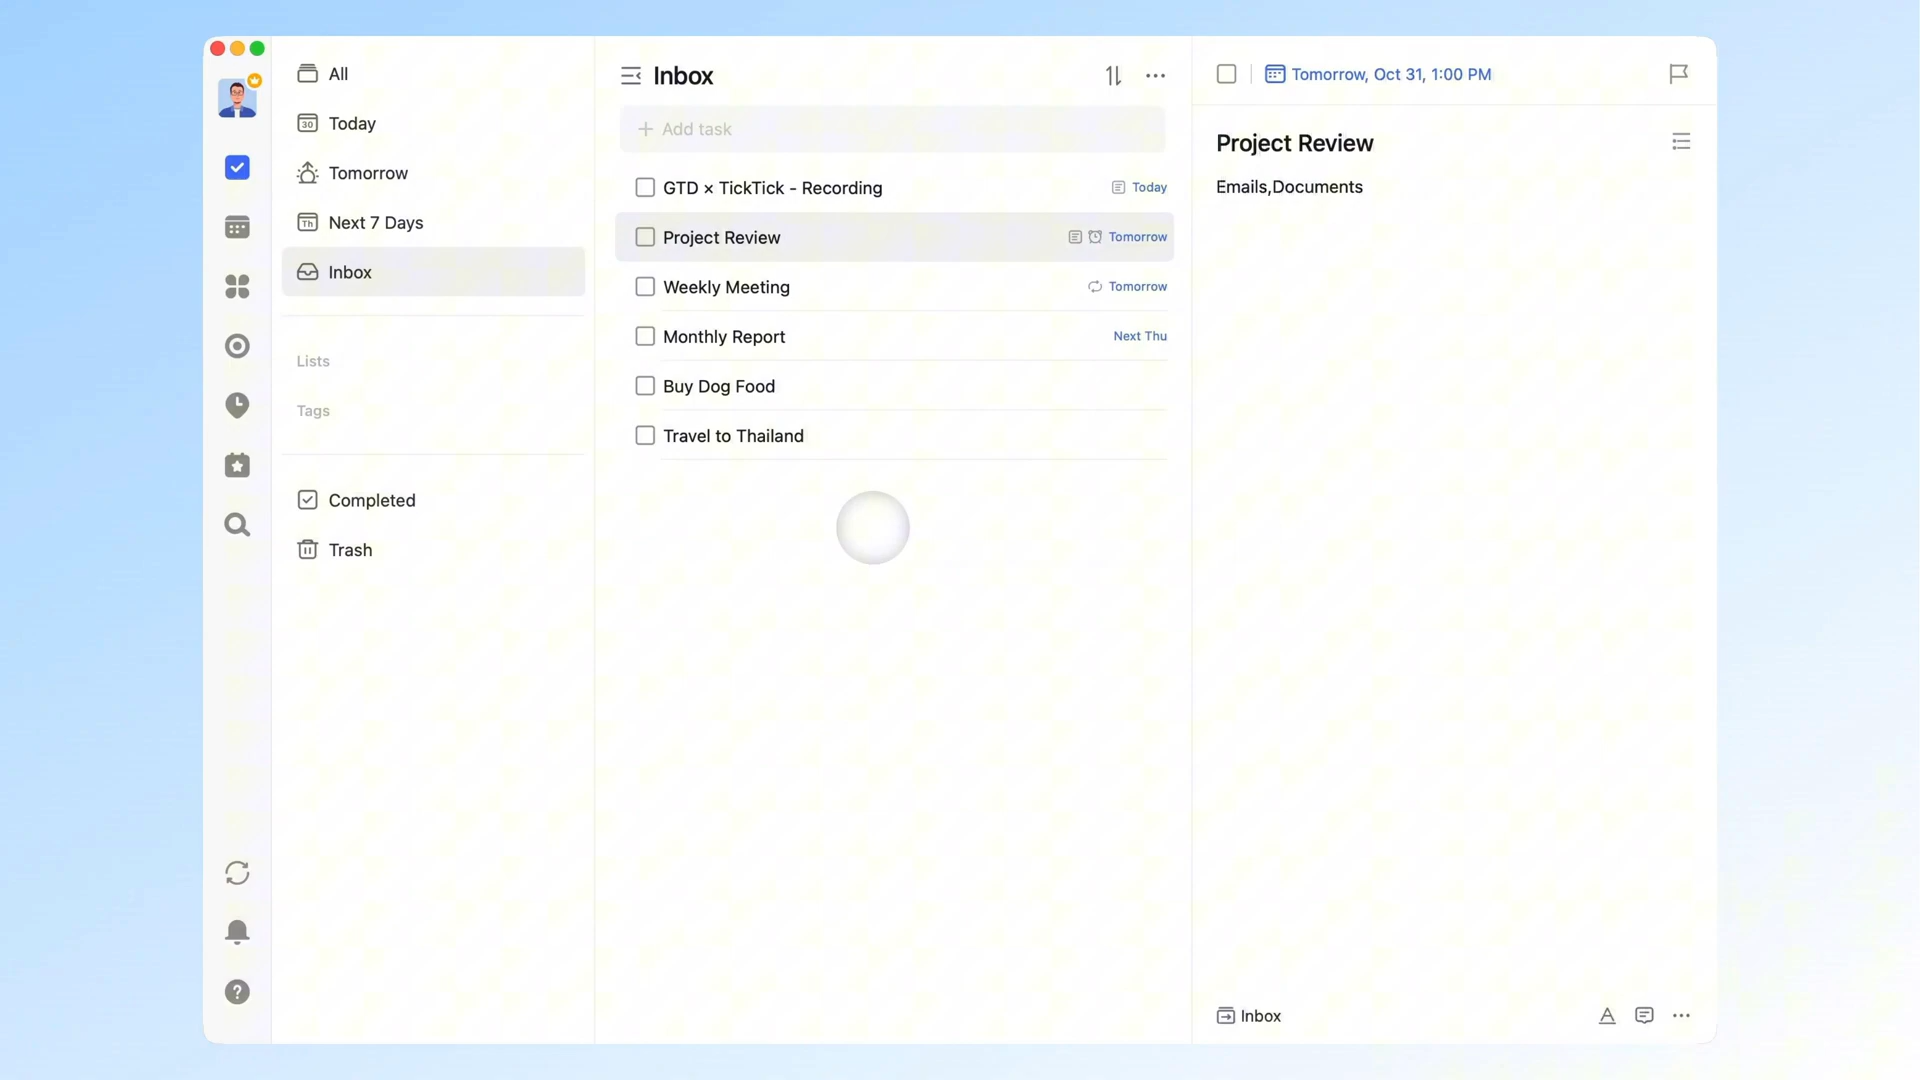 All
30
Today
Tomorrow
Th
Next 7 Days
Inbox
Lists
Tags
Completed
Trash
Inbox
+ Add task
GTD × TickTick - Recording
Today
Project Review
Tomorrow
Weekly Meeting
Tomorrow
Monthly Report
Next Thu
Buy Dog Food
Travel to Thailand
Tomorrow, Oct 31, 1:00 PM
Project Review
Emails,Documents
Inbox
A
?